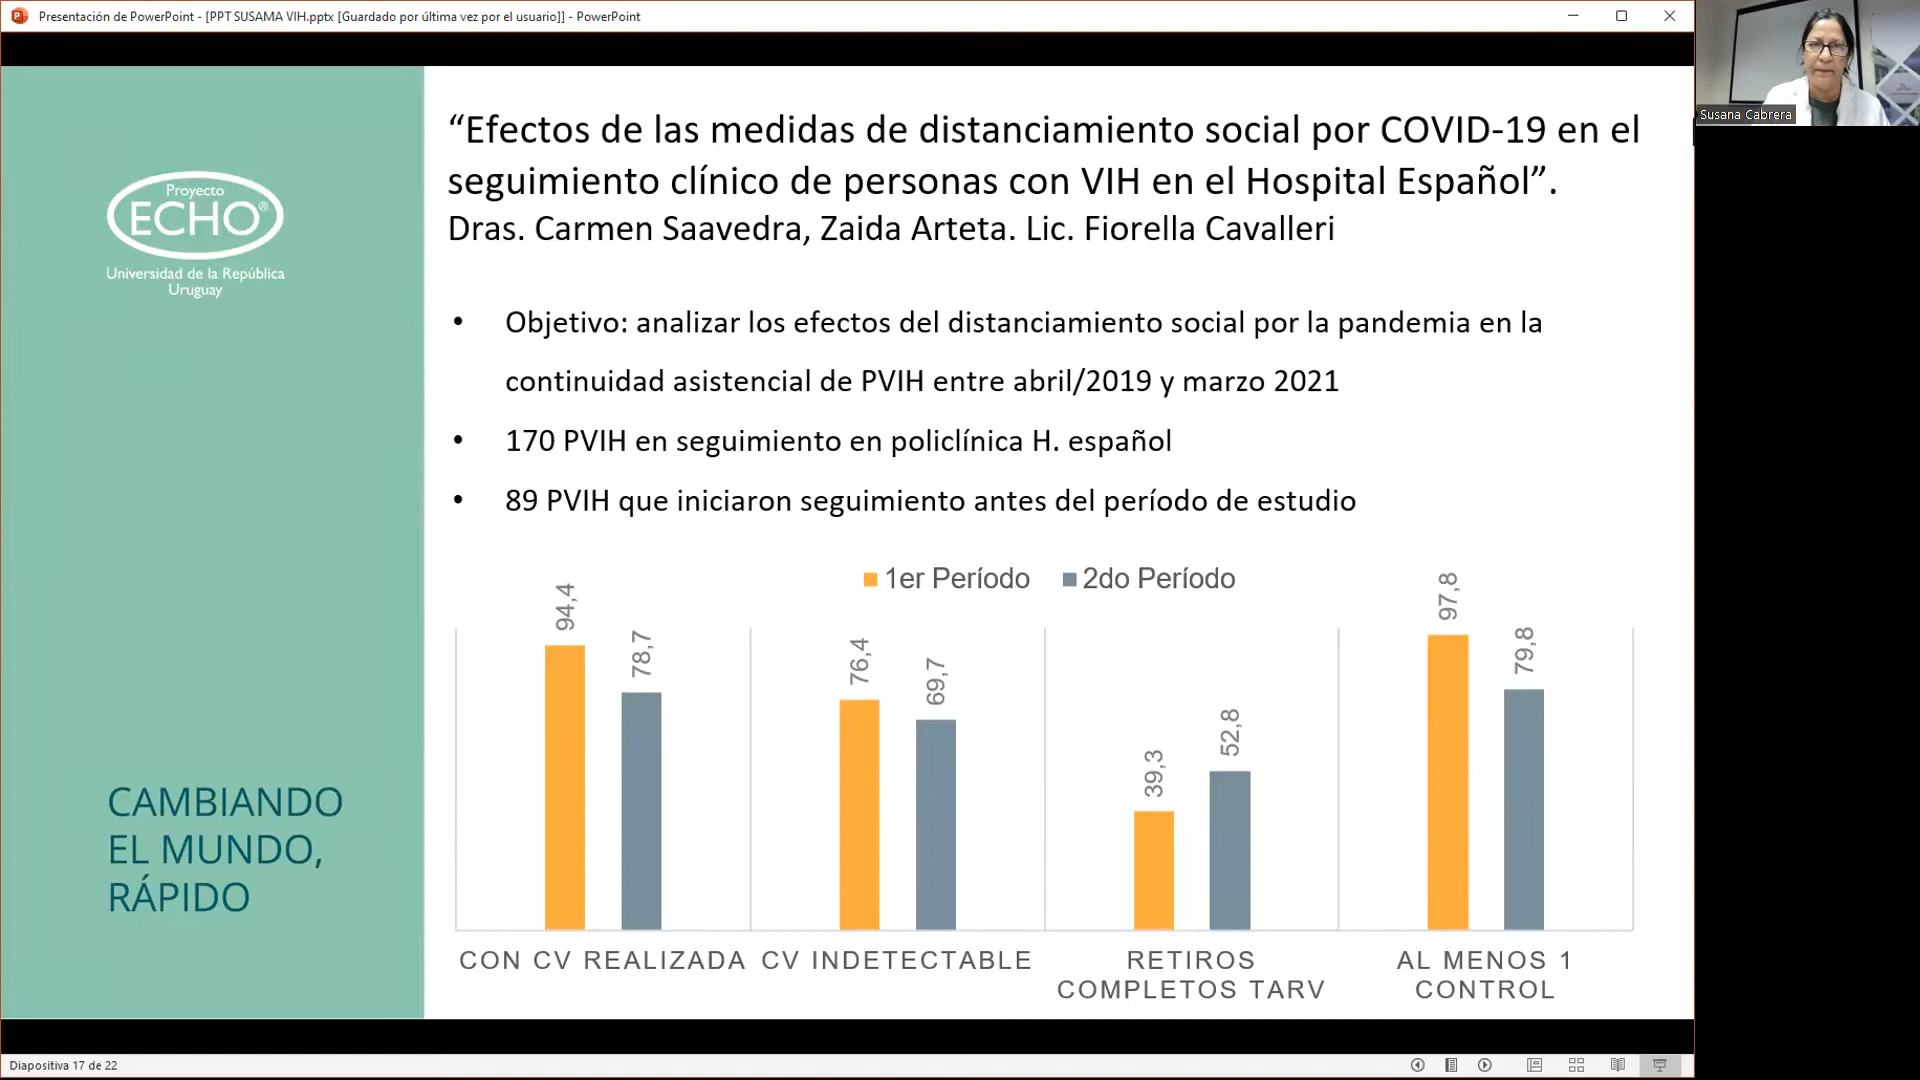 Presentación de PowerPoint - [PPT SUSAMA VIH.pptx [Guardado por última vez por el usuario]] - PowerPoint
Susana Cabrera
Proyecto
ECHO®
Universidad de la República
Uruguay
CAMBIANDO
EL MUNDO,
RÁPIDO
“Efectos de las medidas de distanciamiento social por COVID-19 en el
seguimiento clínico de personas con VIH en el Hospital Español”.
Dras. Carmen Saavedra, Zaida Arteta. Lic. Fiorella Cavalleri
• Objetivo: analizar los efectos del distanciamiento social por la pandemia en la
continuidad asistencial de PVIH entre abril/2019 y marzo 2021
• 170 PVIH en seguimiento en policlínica H. español
• 89 PVIH que iniciaron seguimiento antes del período de estudio
1er Período 2do Período
94,4
78,7
76,4
69,7
39,3
52,8
97,8
79,8
CON CV REALIZADA
CV INDETECTABLE
RETIROS
COMPLETOS TARV
AL MENOS 1
CONTROL
Diapositiva 17 de 22